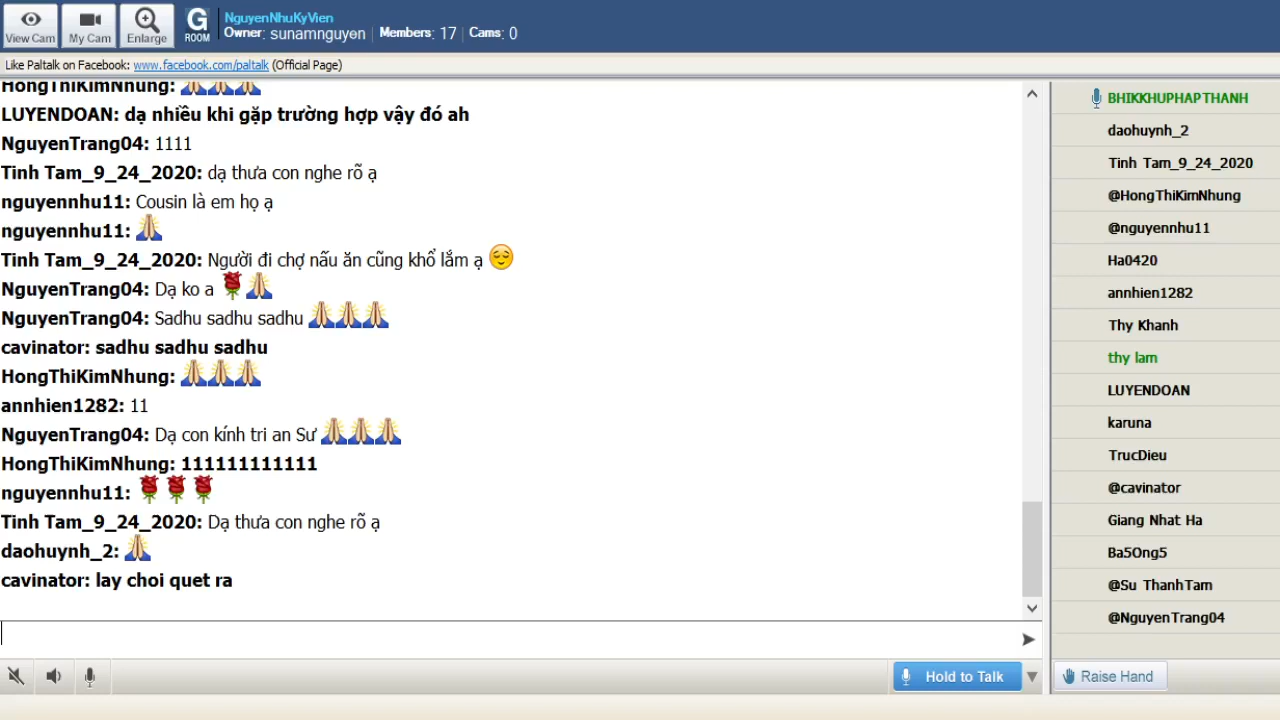 View Cam
My Cam
Enlarge
G
ROOM
NguyenNhuKyVien
Owner: sunamnguyen Members: 17 Cams: 0
Like Paltalk on Facebook: www.facebook.com/paltalk (Official Page)
HongThiKimNhung:
LUYENDOAN: dạ nhiều khi gặp trường hợp vậy đó ah
NguyenTrang04: 1111
Tinh Tam_9_24_2020: dạ thưa con nghe rõ ạ
nguyennhu11: Cousin là em họ ạ
nguyennhu11:
Tinh Tam_9_24_2020: Người đi chợ nấu ăn cũng khổ lắm ạ
NguyenTrang04: Dạ ko a
NguyenTrang04: Sadhu sadhu sadhu
cavinator: sadhu sadhu sadhu
HongThiKimNhung:
annhien1282: 11
NguyenTrang04: Dạ con kính tri an Sư
HongThiKimNhung: 111111111111
nguyennhu11:
Tinh Tam_9_24_2020: Dạ thưa con nghe rõ ạ
daohuynh_2:
cavinator: lay choi quet ra
Hold to Talk
BHIKKHUPHAPTHANH
daohuynh_2
Tinh Tam_9_24_2020
@HongThiKimNhung
@nguyennhu11
Ha0420
annhien1282
Thy Khanh
thy lam
LUYENDOAN
karuna
TrucDieu
@cavinator
Giang Nhat Ha
Ba5Ong5
@Su ThanhTam
@NguyenTrang04
Raise Hand